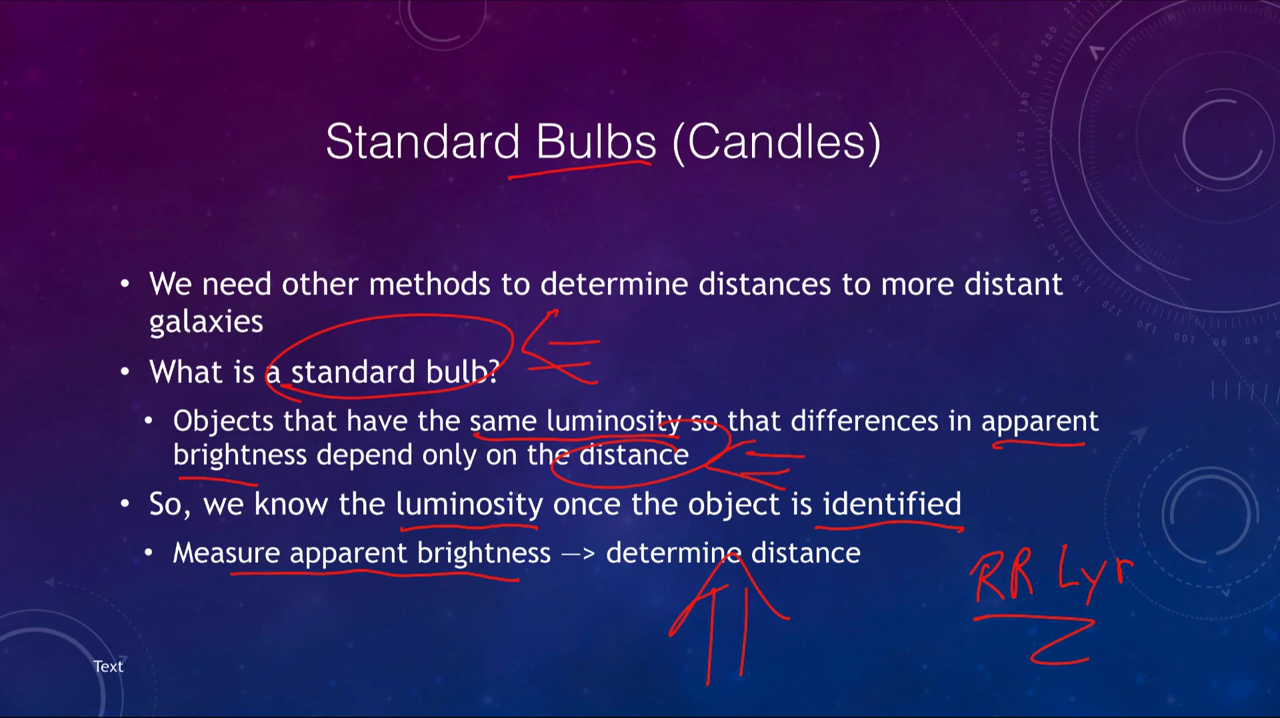 Standard Bulbs (Candles)
• We need other methods to determine distances to more distant
galaxies
• What is a standard bulb?
• Objects that have the same luminosity so that differences in apparent
brightness depend only on the distance
• So, we know the luminosity once the object is identified
• Measure apparent brightness —> determine distance
RR Lyr
Text